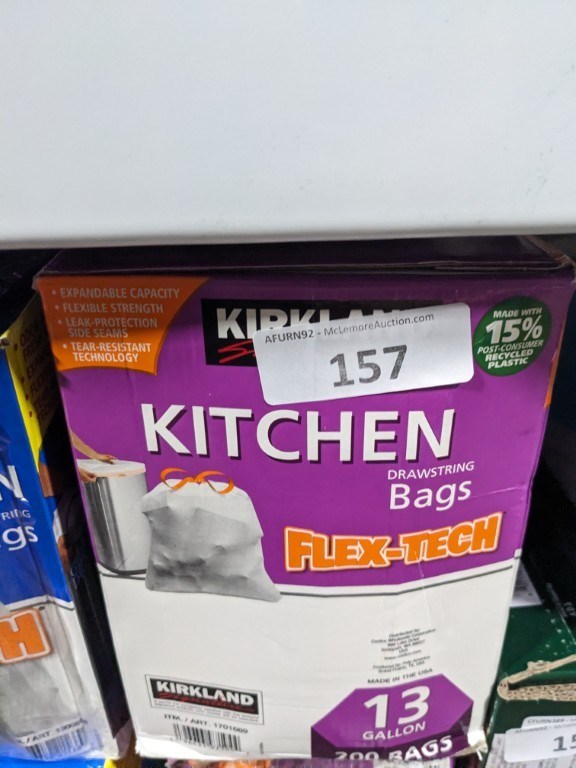 • EXPANDABLE CAPACITY
• FLEXIBLE STRENGTH
• LEAK-PROTECTION
SIDE SEAMS
• TEAR-RESISTANT
TECHNOLOGY
AFURN92 - McLemoreAuction.com
157
MADE WITH
15%
POST-CONSUMER
RECYCLED
PLASTIC
KITCHEN
DRAWSTRING
Bags
FLEX-TECH
MADE IN THE USA
KIRKLAND
Signature
13
GALLON
200 BAGS